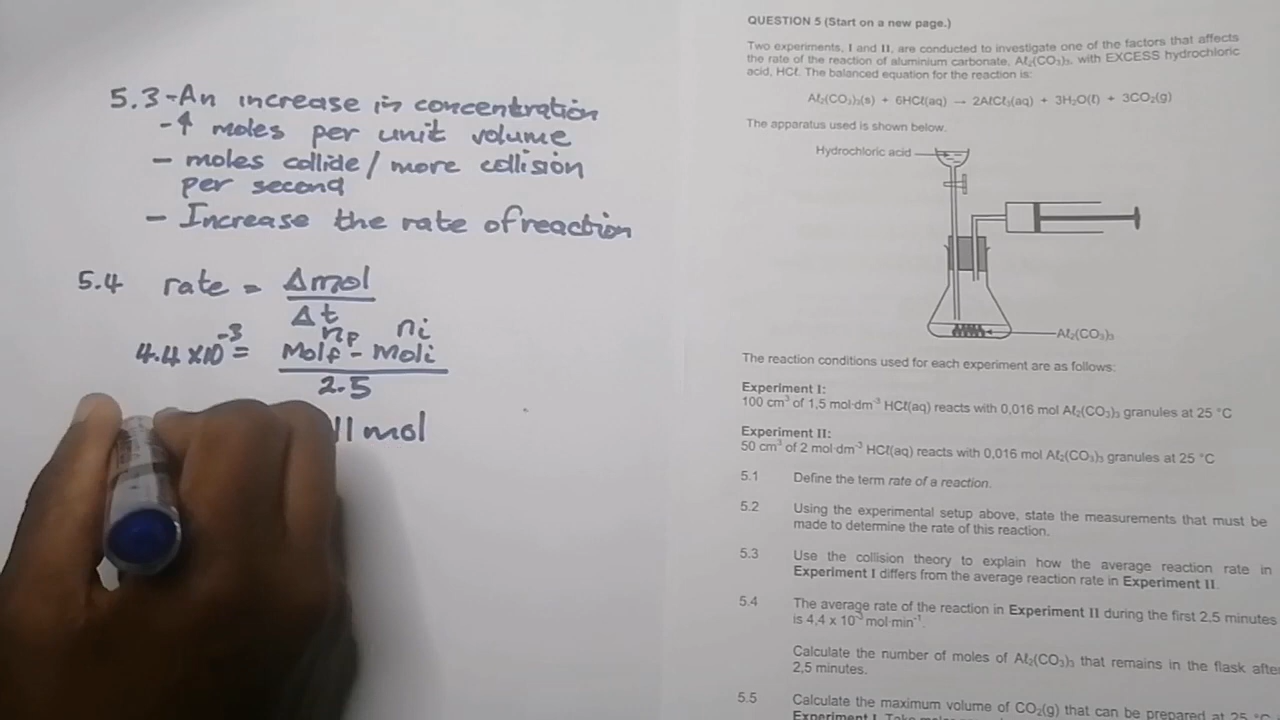 5.3 - An increase in concentration
- ↑ moles per unit volume
- moles collide / more collision
per second
- Increase the rate of reaction
5.4 rate = Δmol
Δt
nf ni
4.4 x 10⁻³ = Molf - Moli
2.5
11 mol
QUESTION 5 (Start on a new page.)
Two experiments, I and II, are conducted to investigate one of the factors that affects
the rate of the reaction of aluminium carbonate, Aℓ₂(CO₃)₃, with EXCESS hydrochloric
acid, HCℓ. The balanced equation for the reaction is:
Aℓ₂(CO₃)₃(s) + 6HCℓ(aq) → 2AℓCℓ₃(aq) + 3H₂O(ℓ) + 3CO₂(g)
The apparatus used is shown below.
Hydrochloric acid
Aℓ₂(CO₃)₃
The reaction conditions used for each experiment are as follows:
Experiment I:
100 cm³ of 1,5 mol·dm⁻³ HCℓ(aq) reacts with 0,016 mol Aℓ₂(CO₃)₃ granules at 25 °C
Experiment II:
50 cm³ of 2 mol·dm⁻³ HCℓ(aq) reacts with 0,016 mol Aℓ₂(CO₃)₃ granules at 25 °C
5.1 Define the term rate of a reaction.
5.2 Using the experimental setup above, state the measurements that must be
made to determine the rate of this reaction.
5.3 Use the collision theory to explain how the average reaction rate in
Experiment I differs from the average reaction rate in Experiment II.
5.4 The average rate of the reaction in Experiment II during the first 2,5 minutes
is 4,4 x 10⁻³ mol·min⁻¹.
Calculate the number of moles of Aℓ₂(CO₃)₃ that remains in the flask after
2,5 minutes.
5.5 Calculate the maximum volume of CO₂(g) that can be prepared at 25 °C
Experiment I. Take